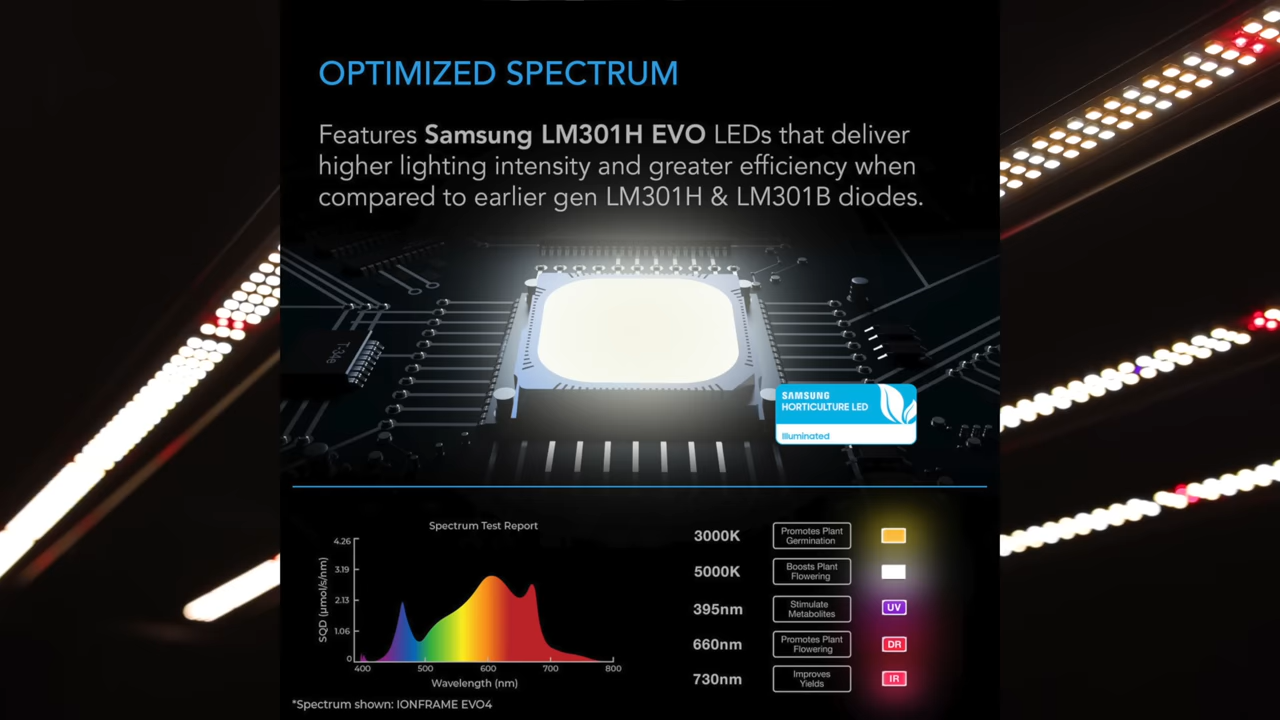 OPTIMIZED SPECTRUM
Features Samsung LM301H EVO LEDs that deliver
higher lighting intensity and greater efficiency when
compared to earlier gen LM301H & LM301B diodes.
SAMSUNG
HORTICULTURE LED
Illuminated
Spectrum Test Report
SQD (μmol/s/nm)
4.26
3.19
2.13
1.06
0
400 500 600 700 800
Wavelength (nm)
*Spectrum shown: IONFRAME EVO4
3000K Promotes Plant
Germination
5000K Boosts Plant
Flowering
395nm Stimulate
Metabolites UV
660nm Promotes Plant
Flowering DR
730nm Improves
Yields IR